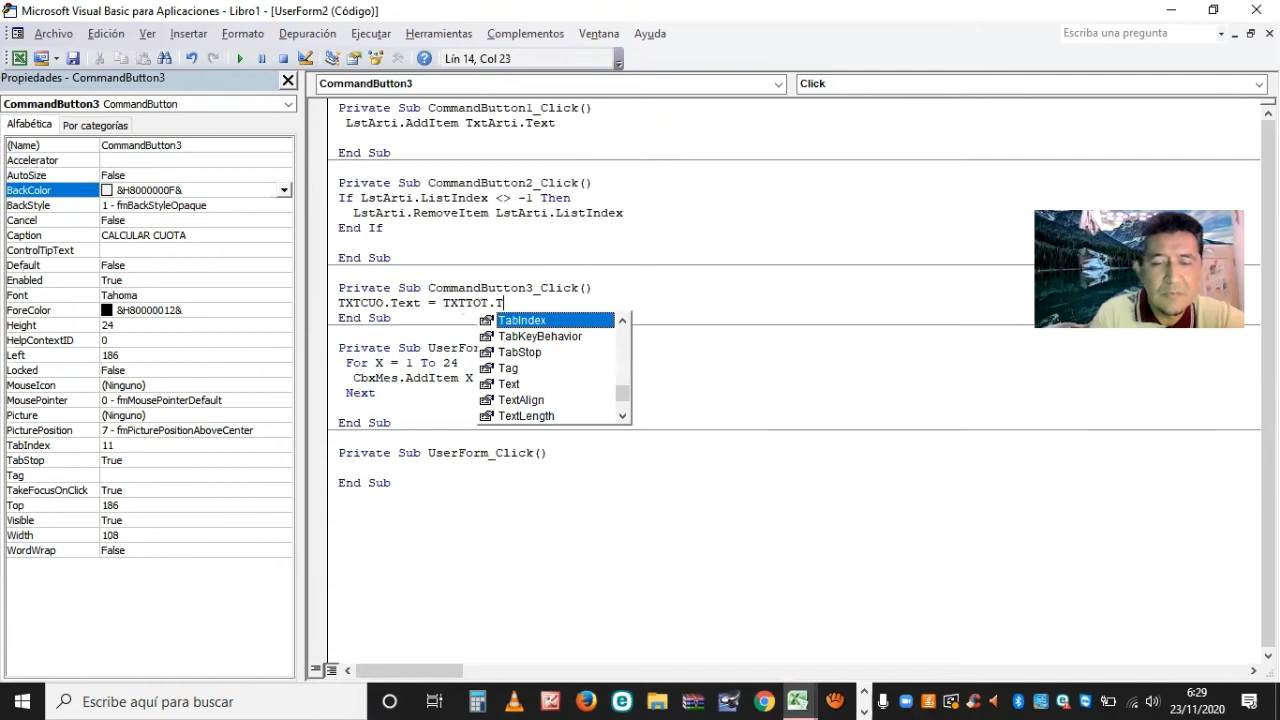 Microsoft Visual Basic para Aplicaciones - Libro1 - [UserForm2 (Código)]
Archivo Edición Ver Insertar Formato Depuración Ejecutar Herramientas Complementos Ventana Ayuda
Escriba una pregunta
Lín 14, Col 23
Propiedades - CommandButton3
CommandButton3 CommandButton
Alfabética Por categorías
(Name) CommandButton3
Accelerator
AutoSize False
BackColor &H8000000F&
BackStyle 1 - fmBackStyleOpaque
Cancel False
Caption CALCULAR CUOTA
ControlTipText
Default False
Enabled True
Font Tahoma
ForeColor &H80000012&
Height 24
HelpContextID 0
Left 186
Locked False
MouseIcon (Ninguno)
MousePointer 0 - fmMousePointerDefault
Picture (Ninguno)
PicturePosition 7 - fmPicturePositionAboveCenter
TabIndex 11
TabStop True
Tag
TakeFocusOnClick True
Top 186
Visible True
Width 108
WordWrap False
CommandButton3 Click
Private Sub CommandButton1_Click()
LstArti.AddItem TxtArti.Text
End Sub
Private Sub CommandButton2_Click()
If LstArti.ListIndex <> -1 Then
LstArti.RemoveItem LstArti.ListIndex
End If
End Sub
Private Sub CommandButton3_Click()
TXTCUO.Text = TXTTOT.T
End Sub
TabIndex
TabKeyBehavior
TabStop
Tag
Text
TextAlign
TextLength
Private Sub UserFor
For X = 1 To 24
CbxMes.AddItem X
Next
End Sub
Private Sub UserForm_Click()
End Sub
Escribe aquí para buscar
6:29
23/11/2020